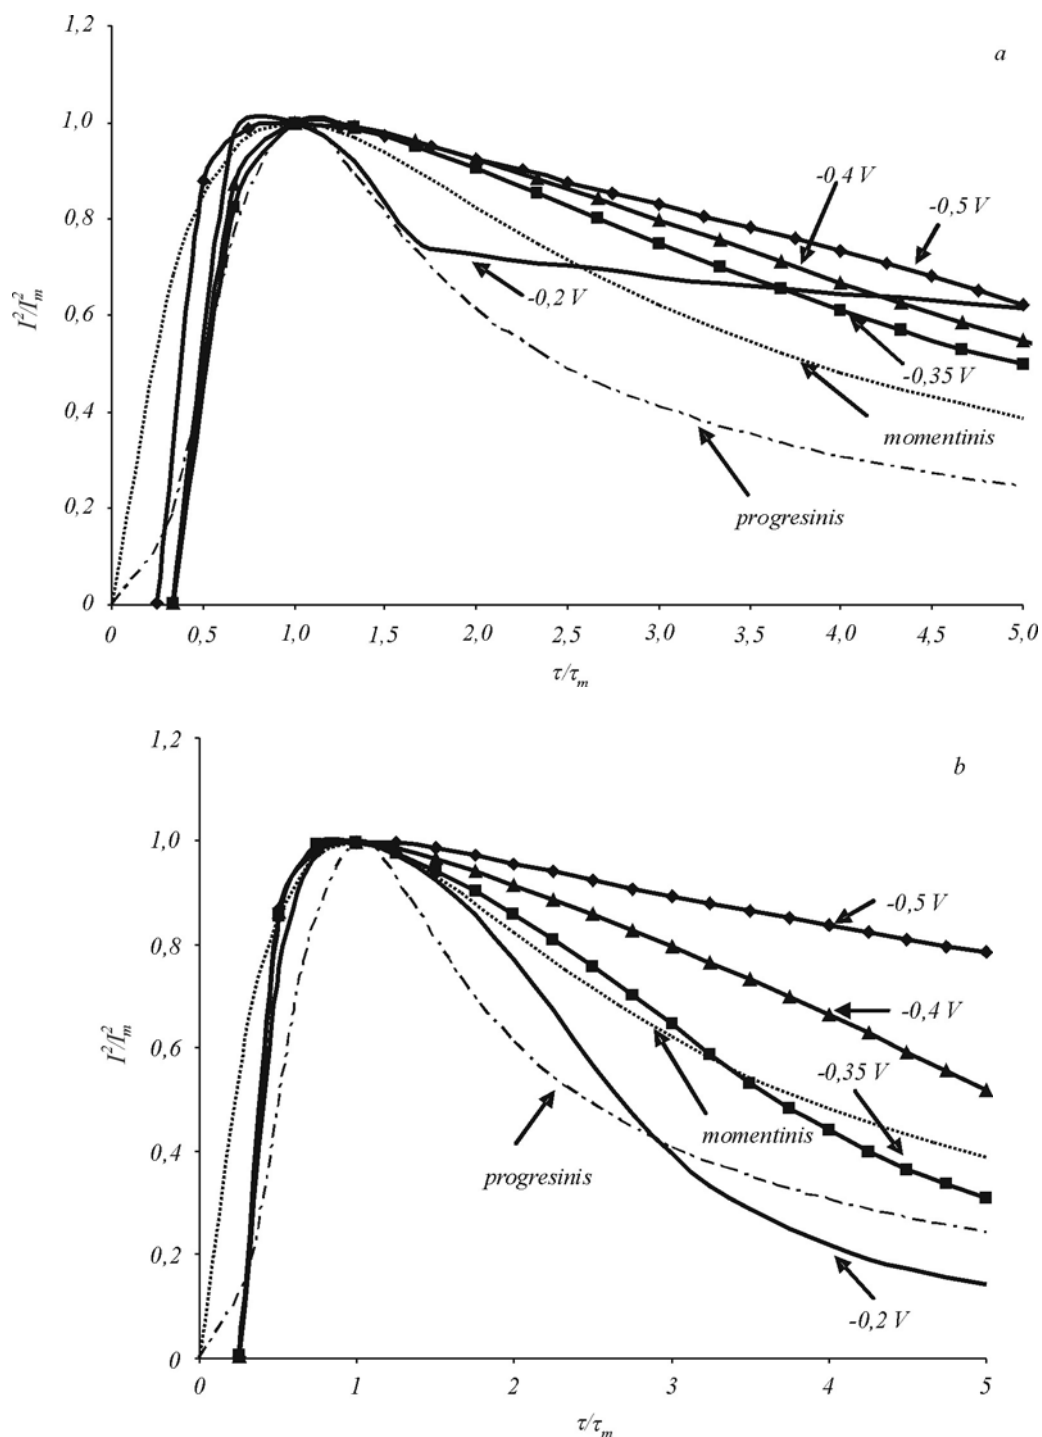 a
1,2
1,0
0,8
0,6
0,4
0,2
0
I²/I²ₘ
-0,4 V
-0,5 V
-0,2 V
-0,35 V
momentinis
progresinis
0 0,5 1,0 1,5 2,0 2,5 3,0 3,5 4,0 4,5 5,0
τ/τₘ
b
1,2
1,0
0,8
0,6
0,4
0,2
0
I²/I²ₘ
-0,5 V
-0,4 V
-0,35 V
momentinis
progresinis
-0,2 V
0 1 2 3 4 5
τ/τₘ